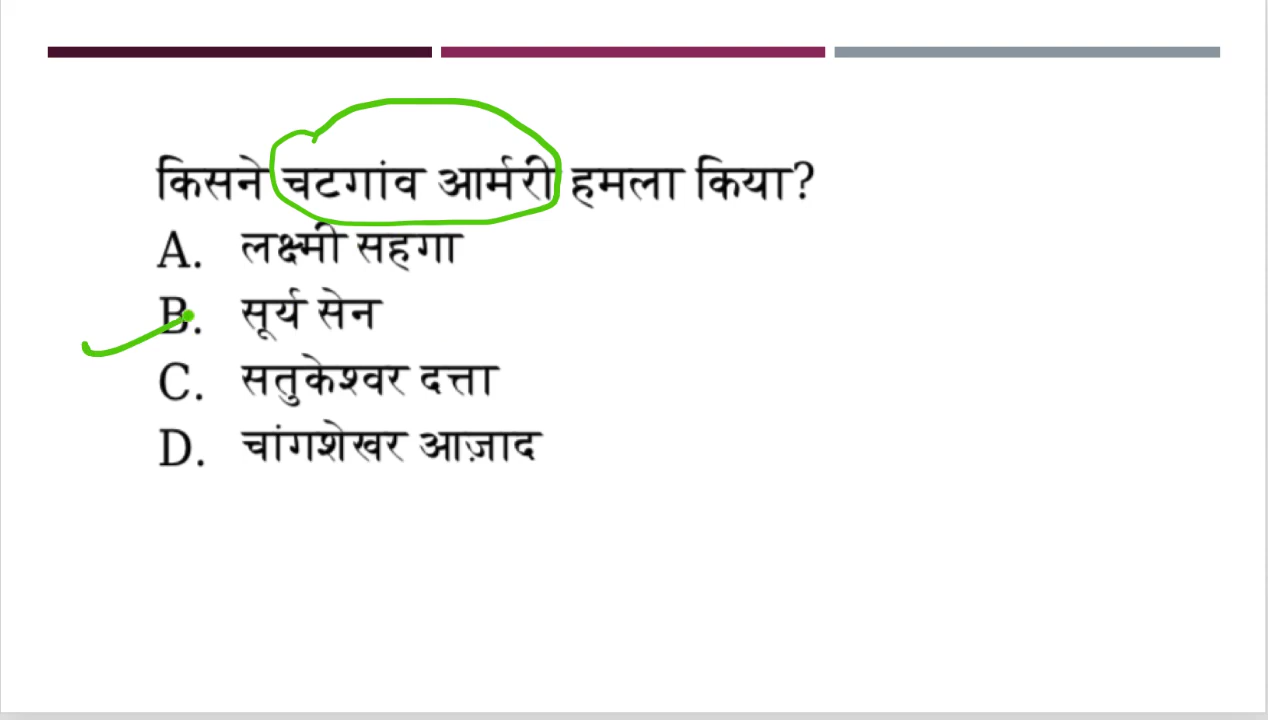 किसने चटगांव आर्मरी हमला किया?
A. लक्ष्मी सहगा
B. सूर्य सेन
C. सतुकेश्वर दत्ता
D. चांगशेखर आज़ाद